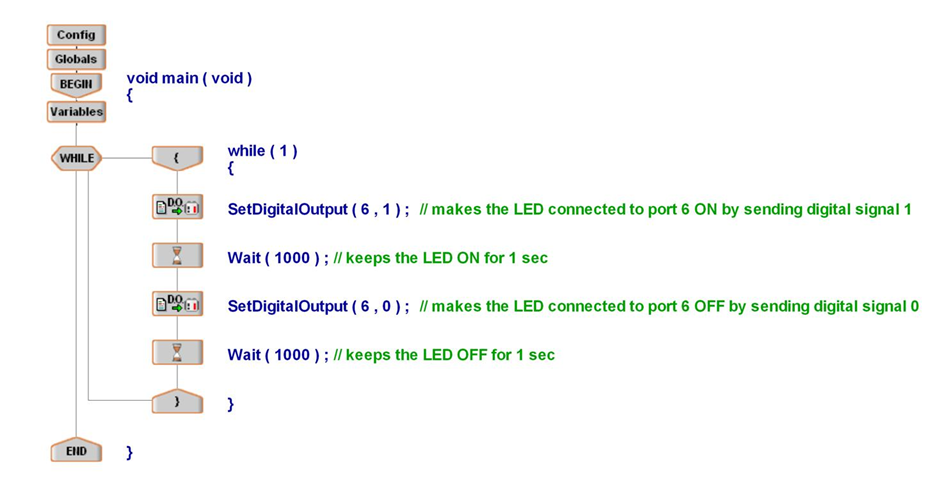 Config
Globals
BEGIN
void main ( void )
{
Variables
WHILE
{
while ( 1 )
{
D.O.
SetDigitalOutput ( 6 , 1 ) ; // makes the LED connected to port 6 ON by sending digital signal 1
Wait ( 1000 ) ; // keeps the LED ON for 1 sec
D.O.
SetDigitalOutput ( 6 , 0 ) ; // makes the LED connected to port 6 OFF by sending digital signal 0
Wait ( 1000 ) ; // keeps the LED OFF for 1 sec
}
}
END
}